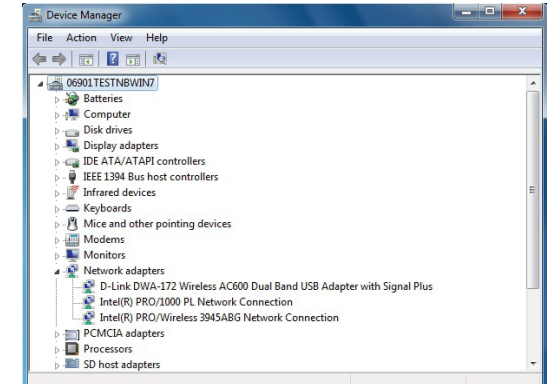 Device Manager
File Action View Help
06901TESTNBWIN7
Batteries
Computer
Disk drives
Display adapters
IDE ATA/ATAPI controllers
IEEE 1394 Bus host controllers
Infrared devices
Keyboards
Mice and other pointing devices
Modems
Monitors
Network adapters
D-Link DWA-172 Wireless AC600 Dual Band USB Adapter with Signal Plus
Intel(R) PRO/1000 PL Network Connection
Intel(R) PRO/Wireless 3945ABG Network Connection
PCMCIA adapters
Processors
SD host adapters